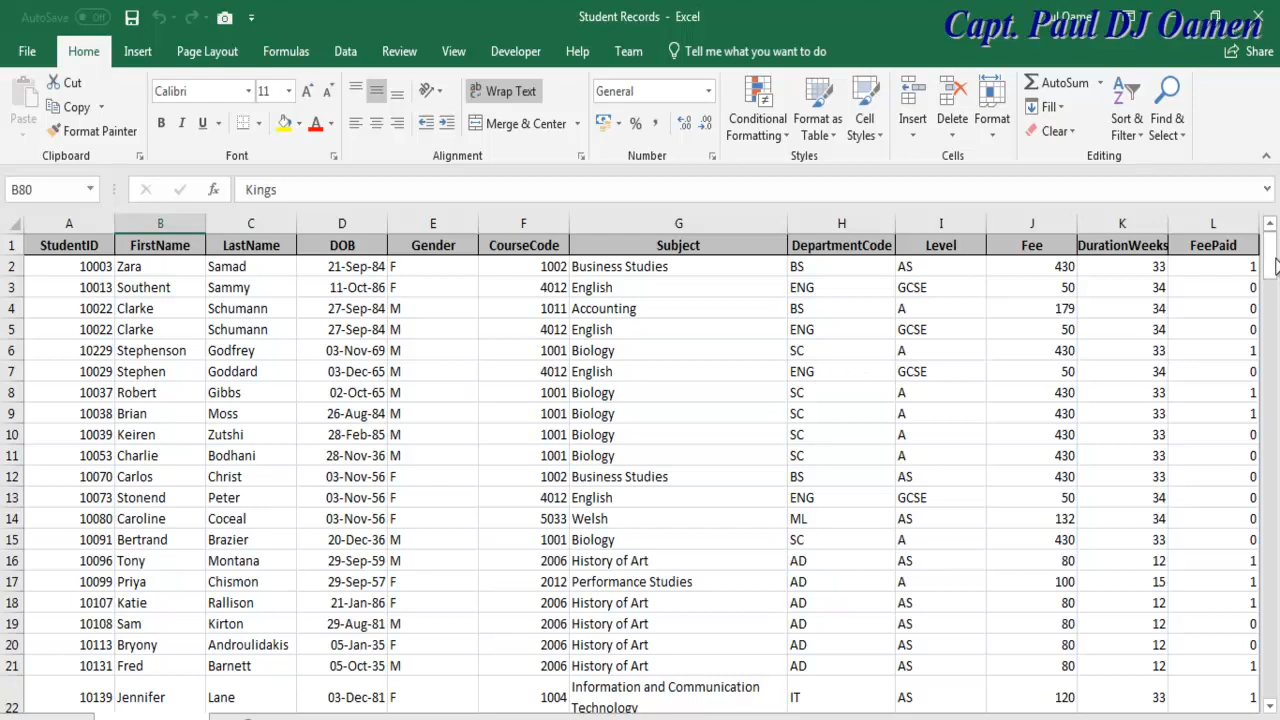 AutoSave Off Student Records - Excel
Capt. Paul DJ Oamen
File Home Insert Page Layout Formulas Data Review View Developer Help Team Tell me what you want to do Share
Paste Cut Copy Format Painter Calibri 11 B I U A Wrap Text Merge & Center General % , Conditional Formatting Format as Table Cell Styles Insert Delete Format AutoSum Fill Clear Sort & Filter Find & Select
Clipboard Font Alignment Number Styles Cells Editing
B80 fx Kings
A B C D E F G H I J K L
1 StudentID FirstName LastName DOB Gender CourseCode Subject DepartmentCode Level Fee DurationWeeks FeePaid
2 10003 Zara Samad 21-Sep-84 F 1002 Business Studies BS AS 430 33 1
3 10013 Southent Sammy 11-Oct-86 F 4012 English ENG GCSE 50 34 0
4 10022 Clarke Schumann 27-Sep-84 M 1011 Accounting BS A 179 34 0
5 10022 Clarke Schumann 27-Sep-84 M 4012 English ENG GCSE 50 34 0
6 10229 Stephenson Godfrey 03-Nov-69 M 1001 Biology SC A 430 33 1
7 10029 Stephen Goddard 03-Dec-65 M 4012 English ENG GCSE 50 34 0
8 10037 Robert Gibbs 02-Oct-65 M 1001 Biology SC A 430 33 1
9 10038 Brian Moss 26-Aug-84 M 1001 Biology SC A 430 33 1
10 10039 Keiren Zutshi 28-Feb-85 M 1001 Biology SC A 430 33 0
11 10053 Charlie Bodhani 28-Nov-36 M 1001 Biology SC A 430 33 0
12 10070 Carlos Christ 03-Nov-56 F 1002 Business Studies BS AS 430 33 1
13 10073 Stonend Peter 03-Nov-56 F 4012 English ENG GCSE 50 34 0
14 10080 Caroline Coceal 03-Nov-56 F 5033 Welsh ML AS 132 34 0
15 10091 Bertrand Brazier 20-Dec-36 M 1001 Biology SC A 430 33 0
16 10096 Tony Montana 29-Sep-59 M 2006 History of Art AD AS 80 12 1
17 10099 Priya Chismon 29-Sep-57 F 2012 Performance Studies AD A 100 15 1
18 10107 Katie Rallison 21-Jan-86 F 2006 History of Art AD AS 80 12 1
19 10108 Sam Kirton 29-Aug-81 M 2006 History of Art AD AS 80 12 0
20 10113 Bryony Androulidakis 05-Jan-35 F 2006 History of Art AD AS 80 12 0
21 10131 Fred Barnett 05-Oct-35 M 2006 History of Art AD AS 80 12 1
22 10139 Jennifer Lane 03-Dec-81 F 1004 Information and Communication Technology IT AS 120 33 1